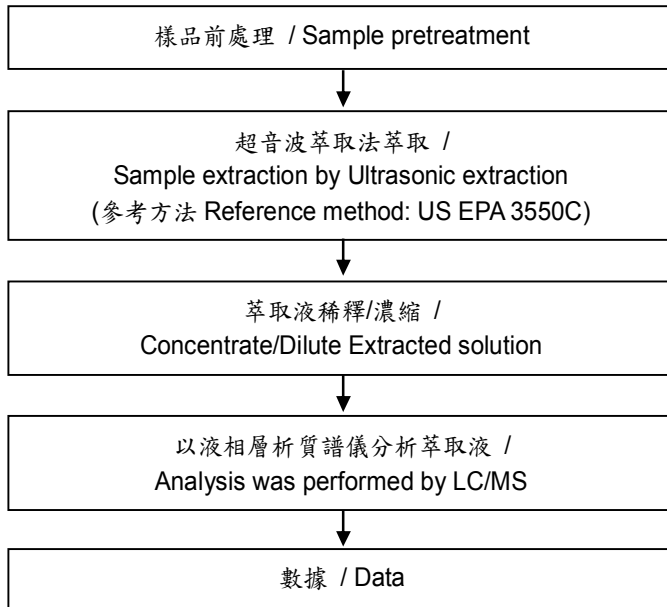 樣品前處理 / Sample pretreatment
超音波萃取法萃取 /
Sample extraction by Ultrasonic extraction
(參考方法 Reference method: US EPA 3550C)
萃取液稀釋/濃縮 /
Concentrate/Dilute Extracted solution
以液相層析質譜儀分析萃取液 /
Analysis was performed by LC/MS
數據 / Data